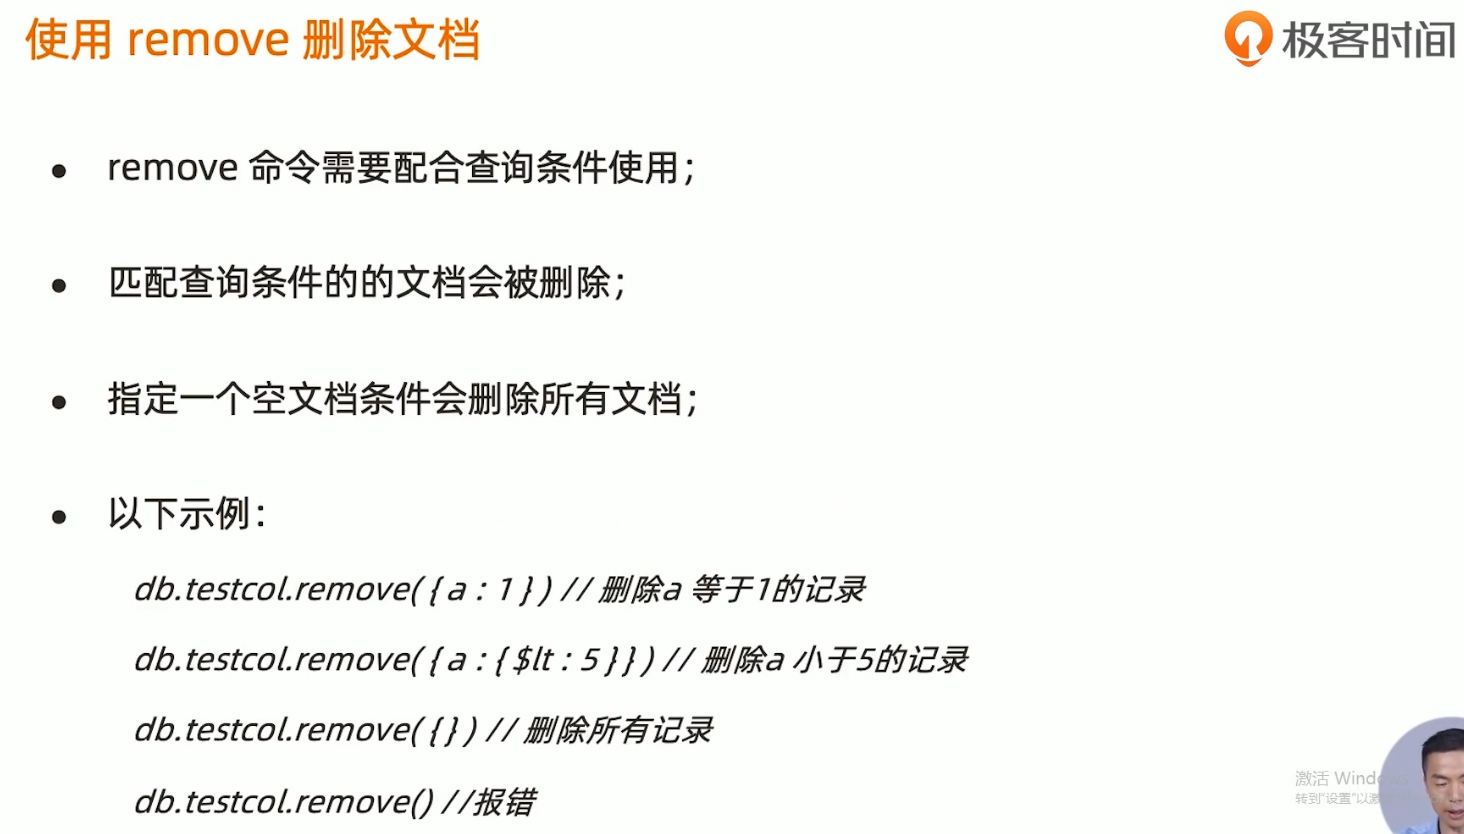 使用 remove 删除文档
极客时间
• remove 命令需要配合查询条件使用；
• 匹配查询条件的的文档会被删除；
• 指定一个空文档条件会删除所有文档；
• 以下示例：
db.testcol.remove( { a : 1 } ) // 删除a 等于1的记录
db.testcol.remove( { a : { $lt : 5 } } ) // 删除a 小于5的记录
db.testcol.remove( { } ) // 删除所有记录
db.testcol.remove() //报错
激活 Windows
转到"设置"以激